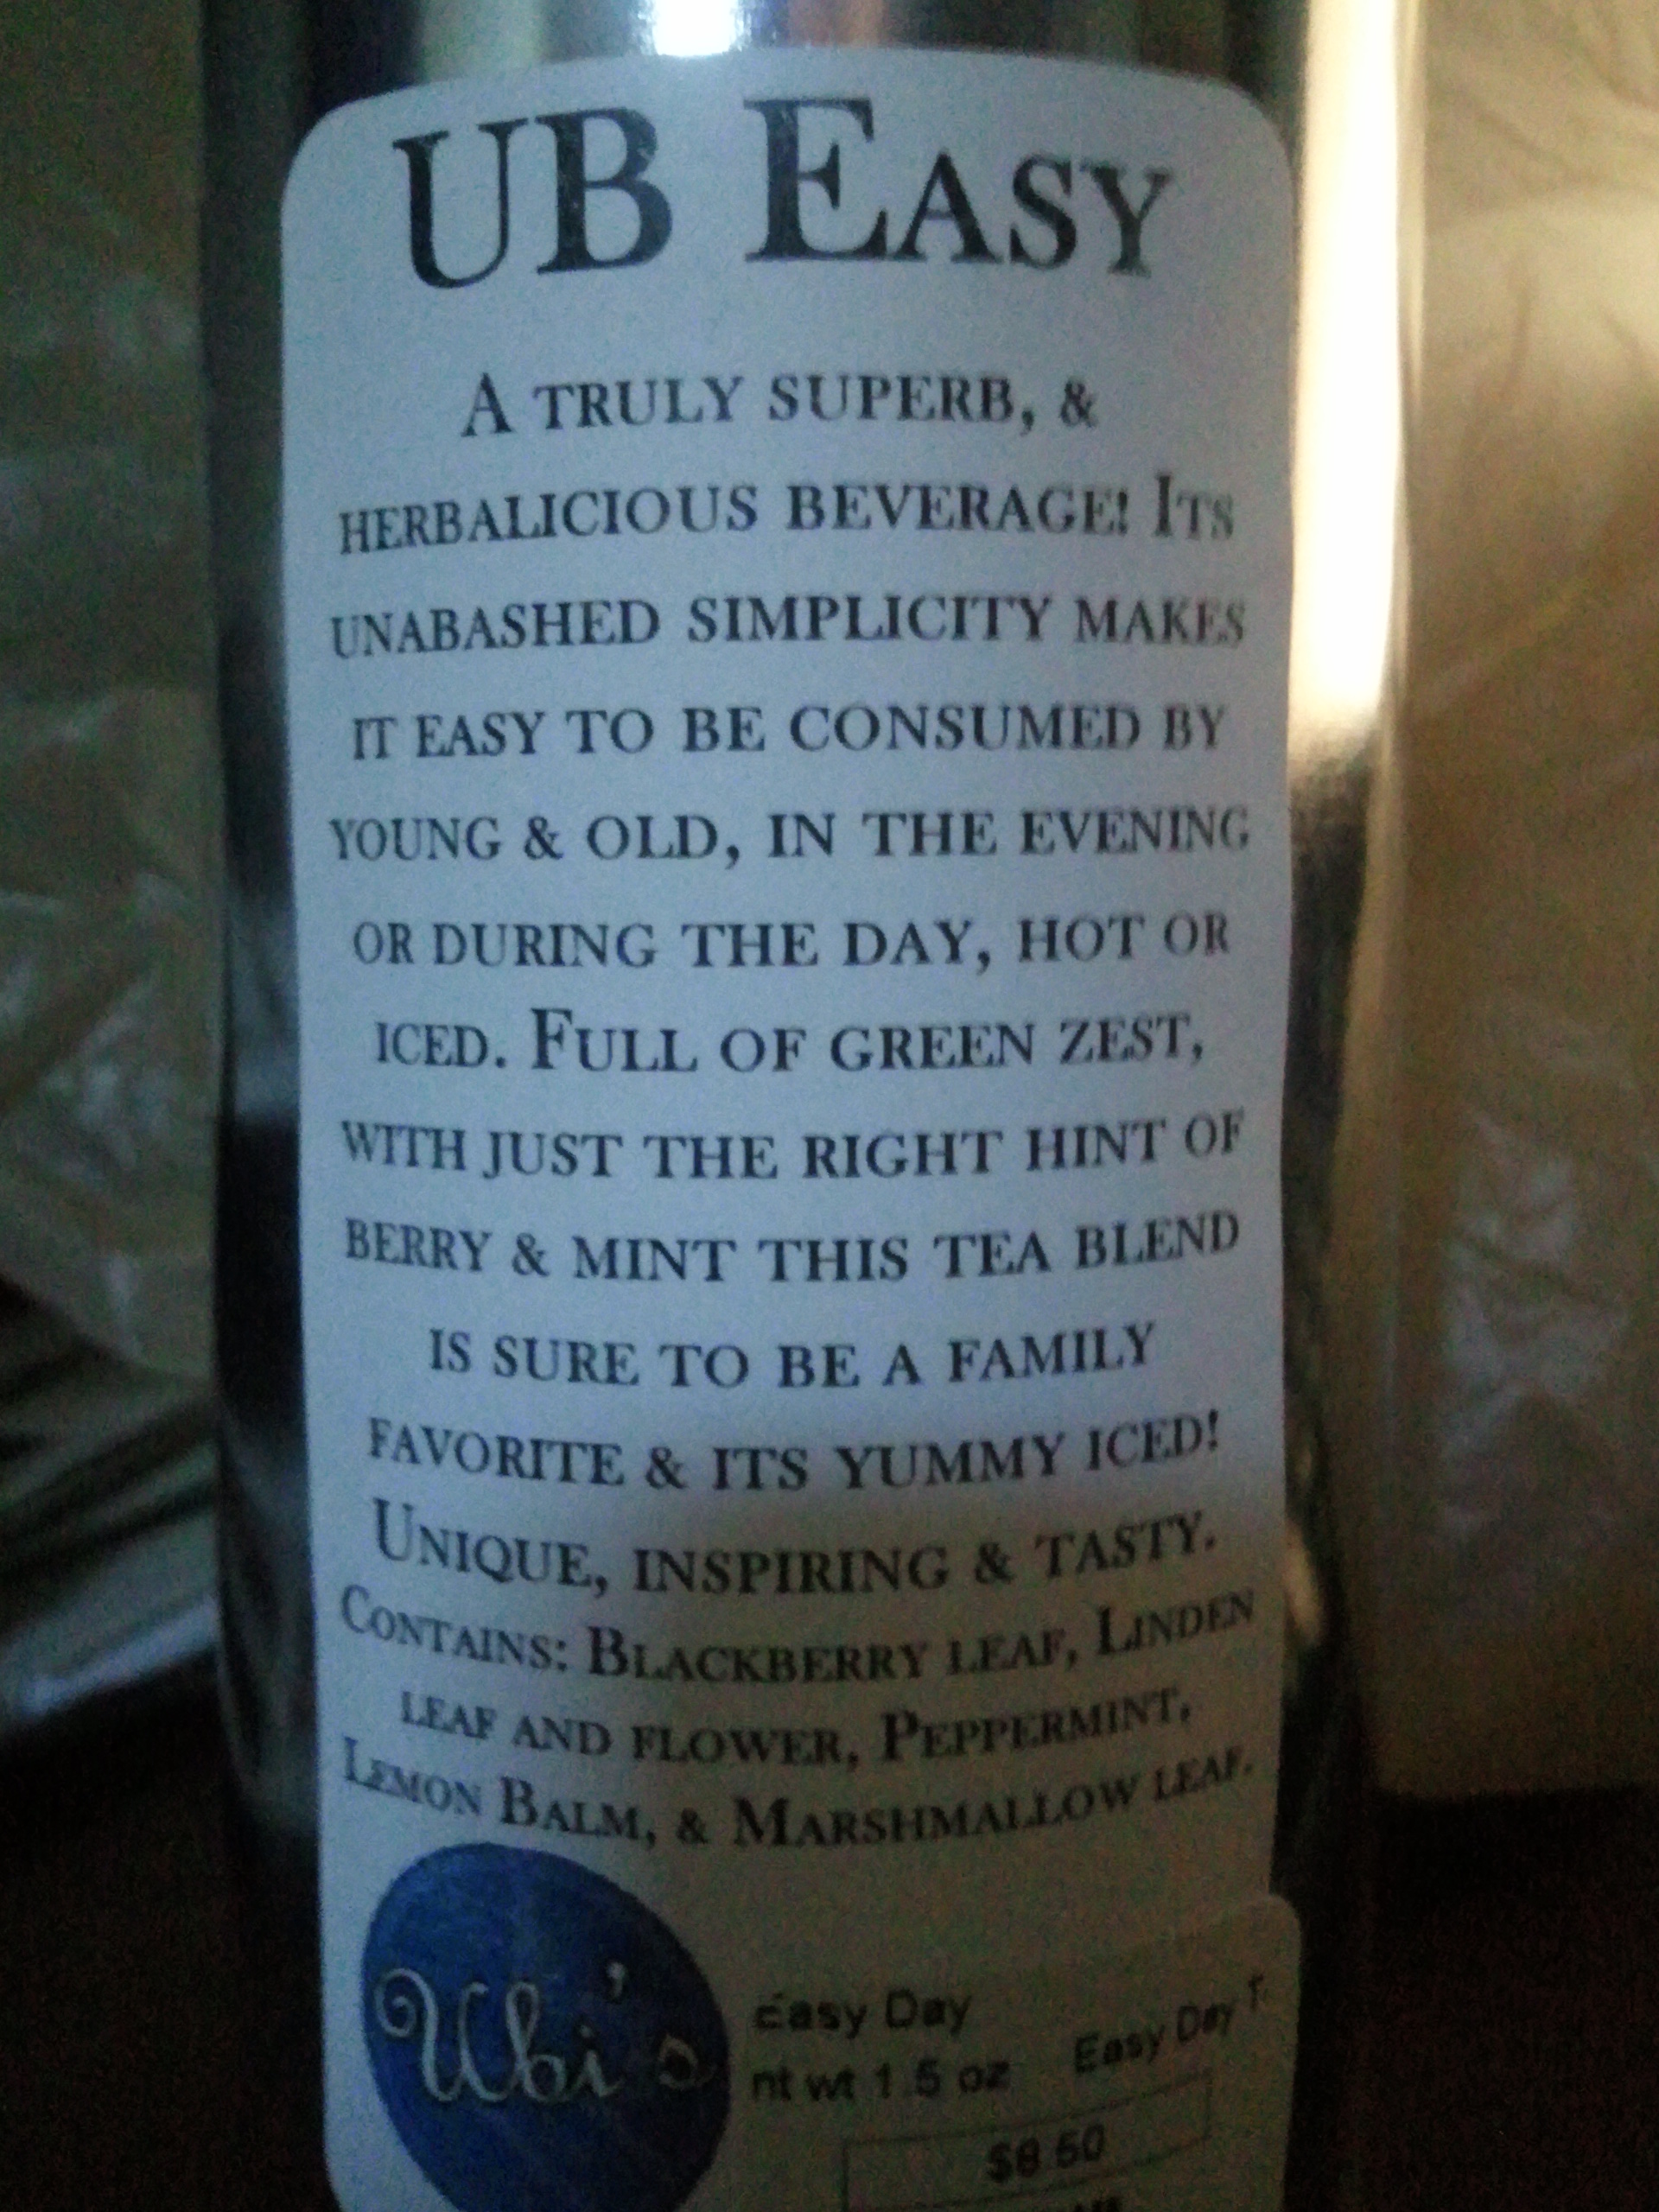 UB EASY
A TRULY SUPERB, &
HERBALICIOUS BEVERAGE! ITS
UNABASHED SIMPLICITY MAKES
IT EASY TO BE CONSUMED BY
YOUNG & OLD, IN THE EVENING
OR DURING THE DAY, HOT OR
ICED. FULL OF GREEN ZEST,
WITH JUST THE RIGHT HINT OF
BERRY & MINT THIS TEA BLEND
IS SURE TO BE A FAMILY
FAVORITE & ITS YUMMY ICED!
UNIQUE, INSPIRING & TASTY.
CONTAINS: BLACKBERRY LEAF, LINDEN
LEAF AND FLOWER, PEPPERMINT,
LEMON BALM, & MARSHMALLOW LEAF.
Ubi's
Easy Day
nt wt 1.5 oz
Easy Day
$8.50